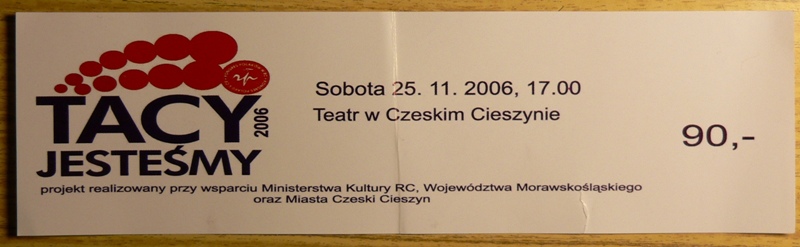 TACY
2006
JESTEŚMY
Sobota 25. 11. 2006, 17.00
Teatr w Czeskim Cieszynie
90,-
projekt realizowany przy wsparciu Ministerstwa Kultury RC, Województwa Morawskośląskiego
oraz Miasta Czeski Cieszyn